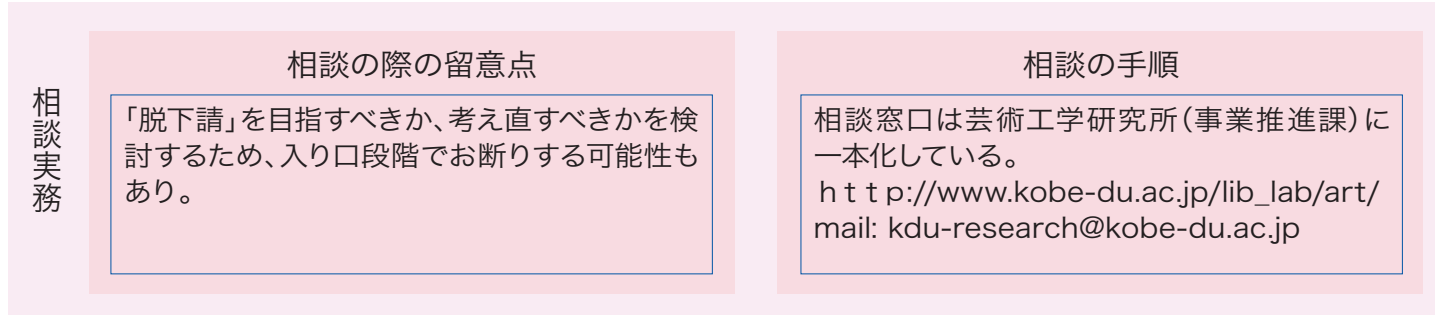 相談実務
相談の際の留意点
「脱下請」を目指すべきか、考え直すべきかを検
討するため、入り口段階でお断りする可能性も
あり。
相談の手順
相談窓口は芸術工学研究所(事業推進課)に
一本化している。
http://www.kobe-du.ac.jp/lib_lab/art/
mail: kdu-research@kobe-du.ac.jp